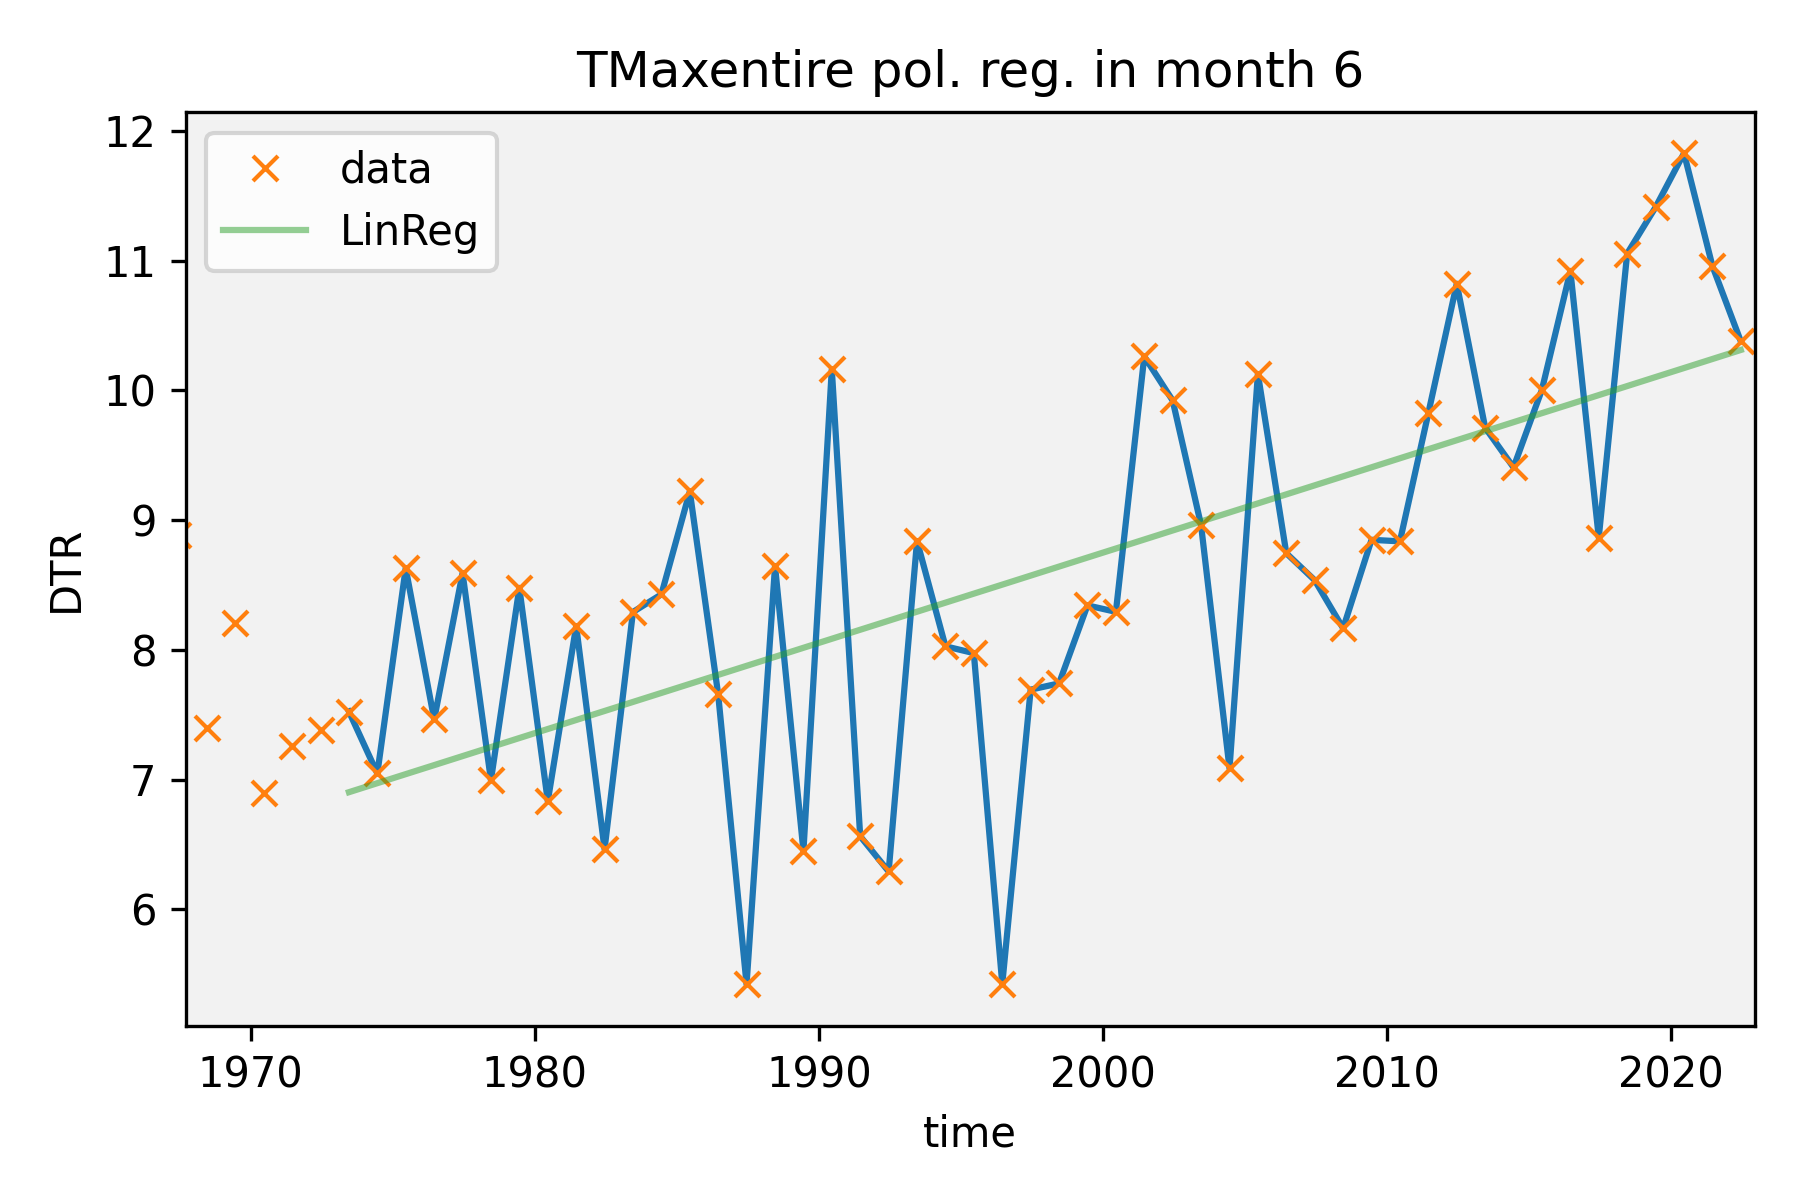 TMaxentire pol. reg. in month 6
data
LinReg
12
11
10
9
8
7
6
DTR
1970 1980 1990 2000 2010 2020
time